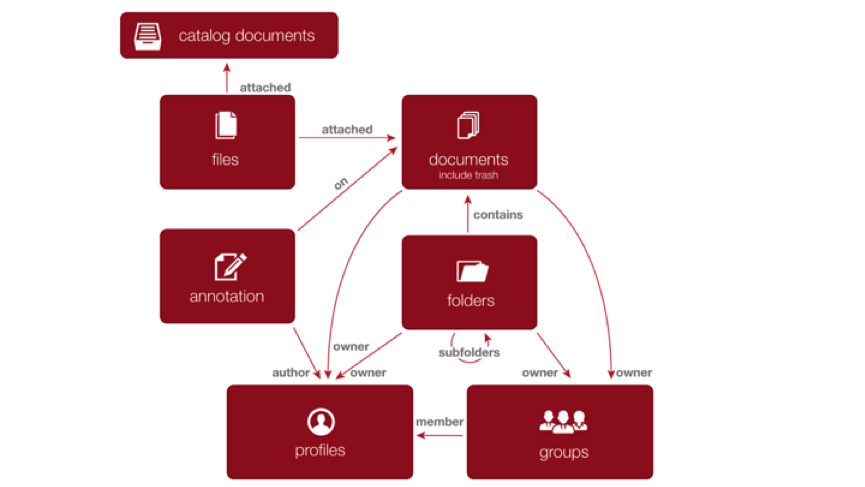 catalog documents
attached
files
attached
documents
include trash
on
contains
annotation
folders
owner
subfolders
author
owner
owner
owner
member
profiles
groups